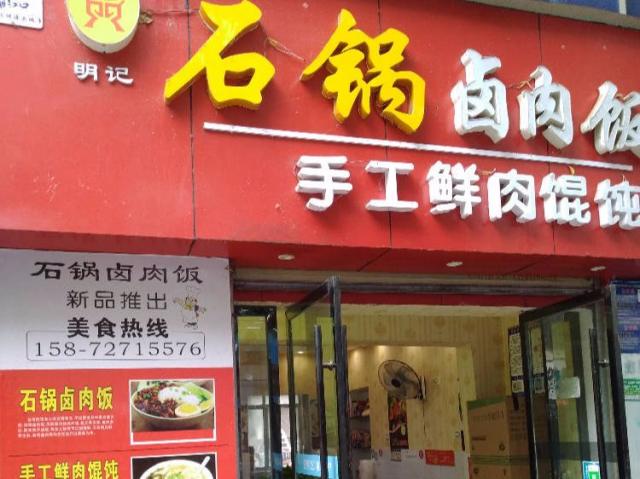 明记
石锅 卤肉饭
手工鲜肉馄饨
石锅卤肉饭
新品推出
美食热线
158-72715576
石锅卤肉饭
手工鲜肉馄饨